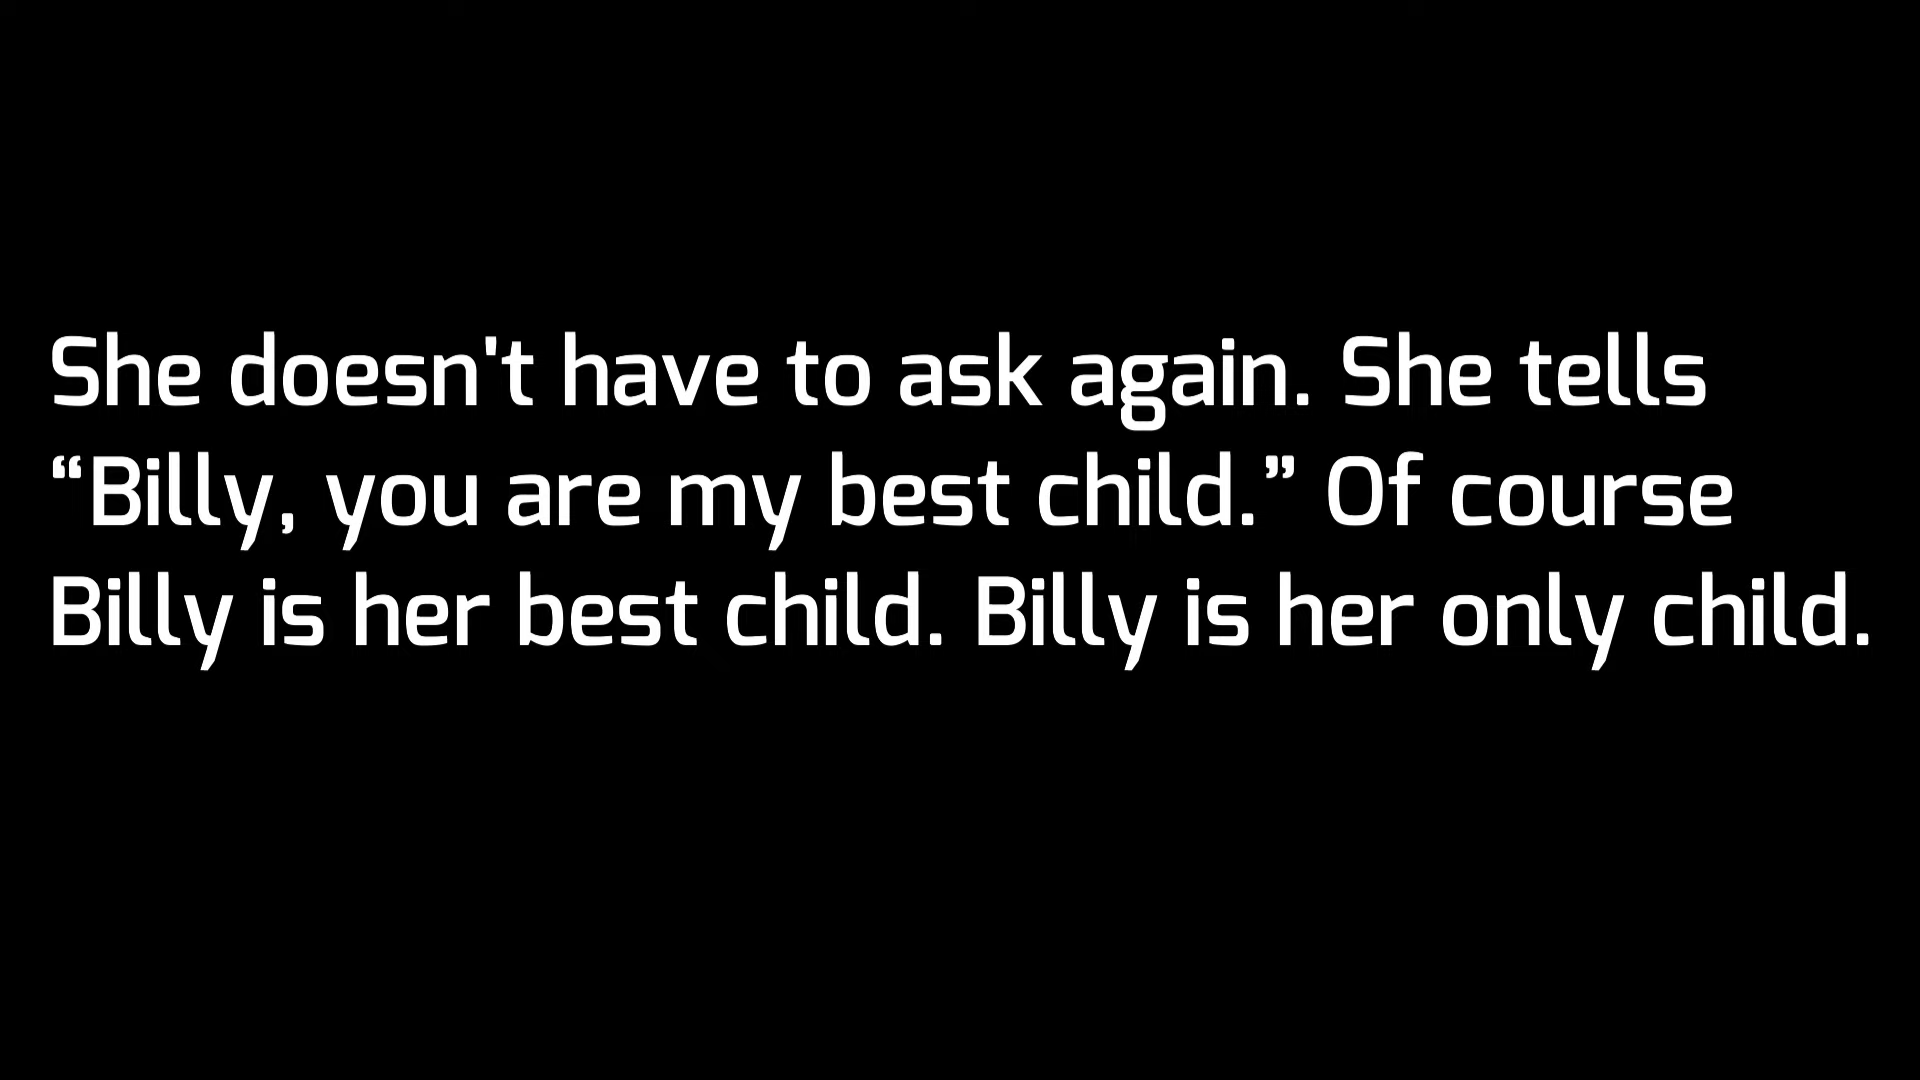 She doesn't have to ask again. She tells
“Billy, you are my best child.” Of course
Billy is her best child. Billy is her only child.